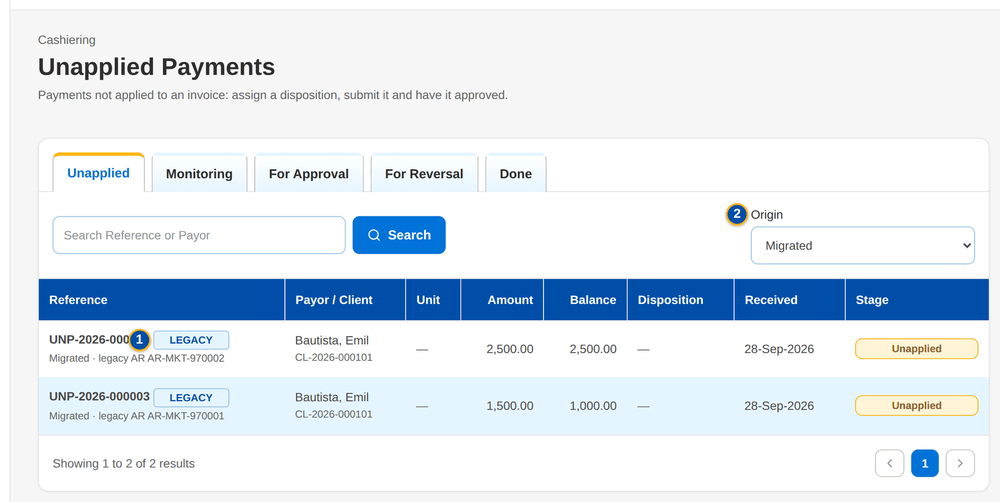 Cashiering
Unapplied Payments
Payments not applied to an invoice: assign a disposition, submit it and have it approved.
Unapplied Monitoring For Approval For Reversal Done
2 Origin
Search Reference or Payor Search Migrated
Reference Payor / Client Unit Amount Balance Disposition Received Stage
UNP-2026-000 1 LEGACY Bautista, Emil — 2,500.00 2,500.00 — 28-Sep-2026 Unapplied
Migrated · legacy AR AR-MKT-970002 CL-2026-000101
UNP-2026-000003 LEGACY Bautista, Emil — 1,500.00 1,000.00 — 28-Sep-2026 Unapplied
Migrated · legacy AR AR-MKT-970001 CL-2026-000101
Showing 1 to 2 of 2 results 1